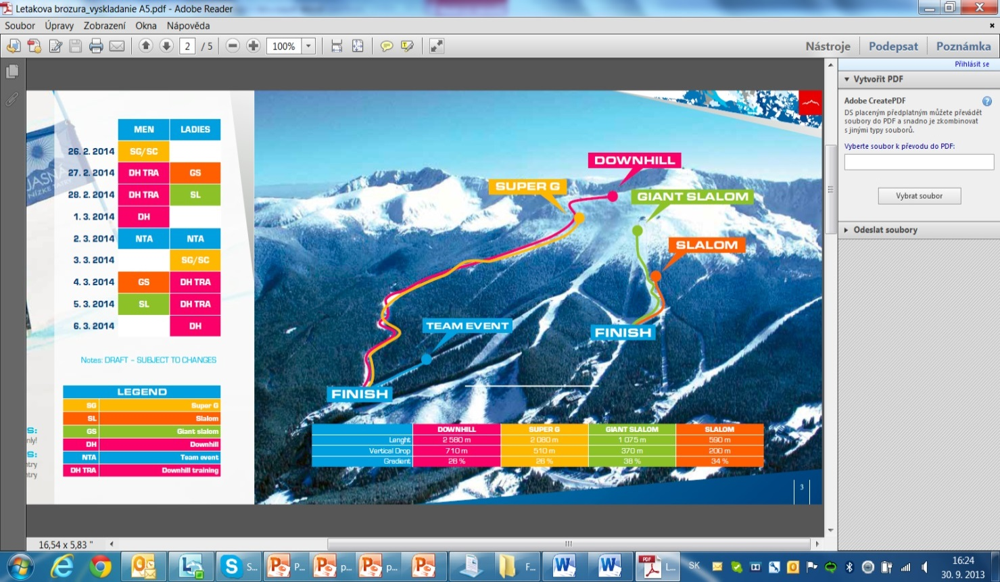 Letakova brozura_vyskladanie A5.pdf - Adobe Reader
Soubor Úpravy Zobrazení Okna Nápověda
2 / 5 100% Nástroje Podepsat Poznámka
Přihlásit se
Vytvořit PDF
Adobe CreatePDF
DS placeným předplatným můžete převádět
soubory do PDF a snadno je zkombinovat
s jinými typy souborů.
Vyberte soubor k převodu do PDF:
Vybrat soubor
Odeslat soubory
JASNÁ
NÍZKE TATRY
MEN LADIES
26. 2. 2014 SG/SC
27. 2. 2014 DH TRA GS
28. 2. 2014 DH TRA SL
1. 3. 2014 DH
2. 3. 2014 NTA NTA
3. 3. 2014 SG/SC
4. 3. 2014 GS DH TRA
5. 3. 2014 SL DH TRA
6. 3. 2014 DH
Notes: DRAFT – SUBJECT TO CHANGES
LEGEND
SG Super G
SL Slalom
GS Giant slalom
DH Downhill
NTA Team event
DH TRA Downhill training
S:
nly!
S:
ntry
ntry
DOWNHILL
SUPER G
GIANT SLALOM
SLALOM
TEAM EVENT
FINISH
FINISH
DOWNHILL SUPER G GIANT SLALOM SLALOM
Lenght 2 580 m 2 080 m 1 075 m 590 m
Vertical Drop 710 m 510 m 370 m 200 m
Gradient 26 % 26 % 36 % 34 %
3
16,54 x 5,83 "
S... P... p... p... F... L... SK
16:24
30. 9. 2013